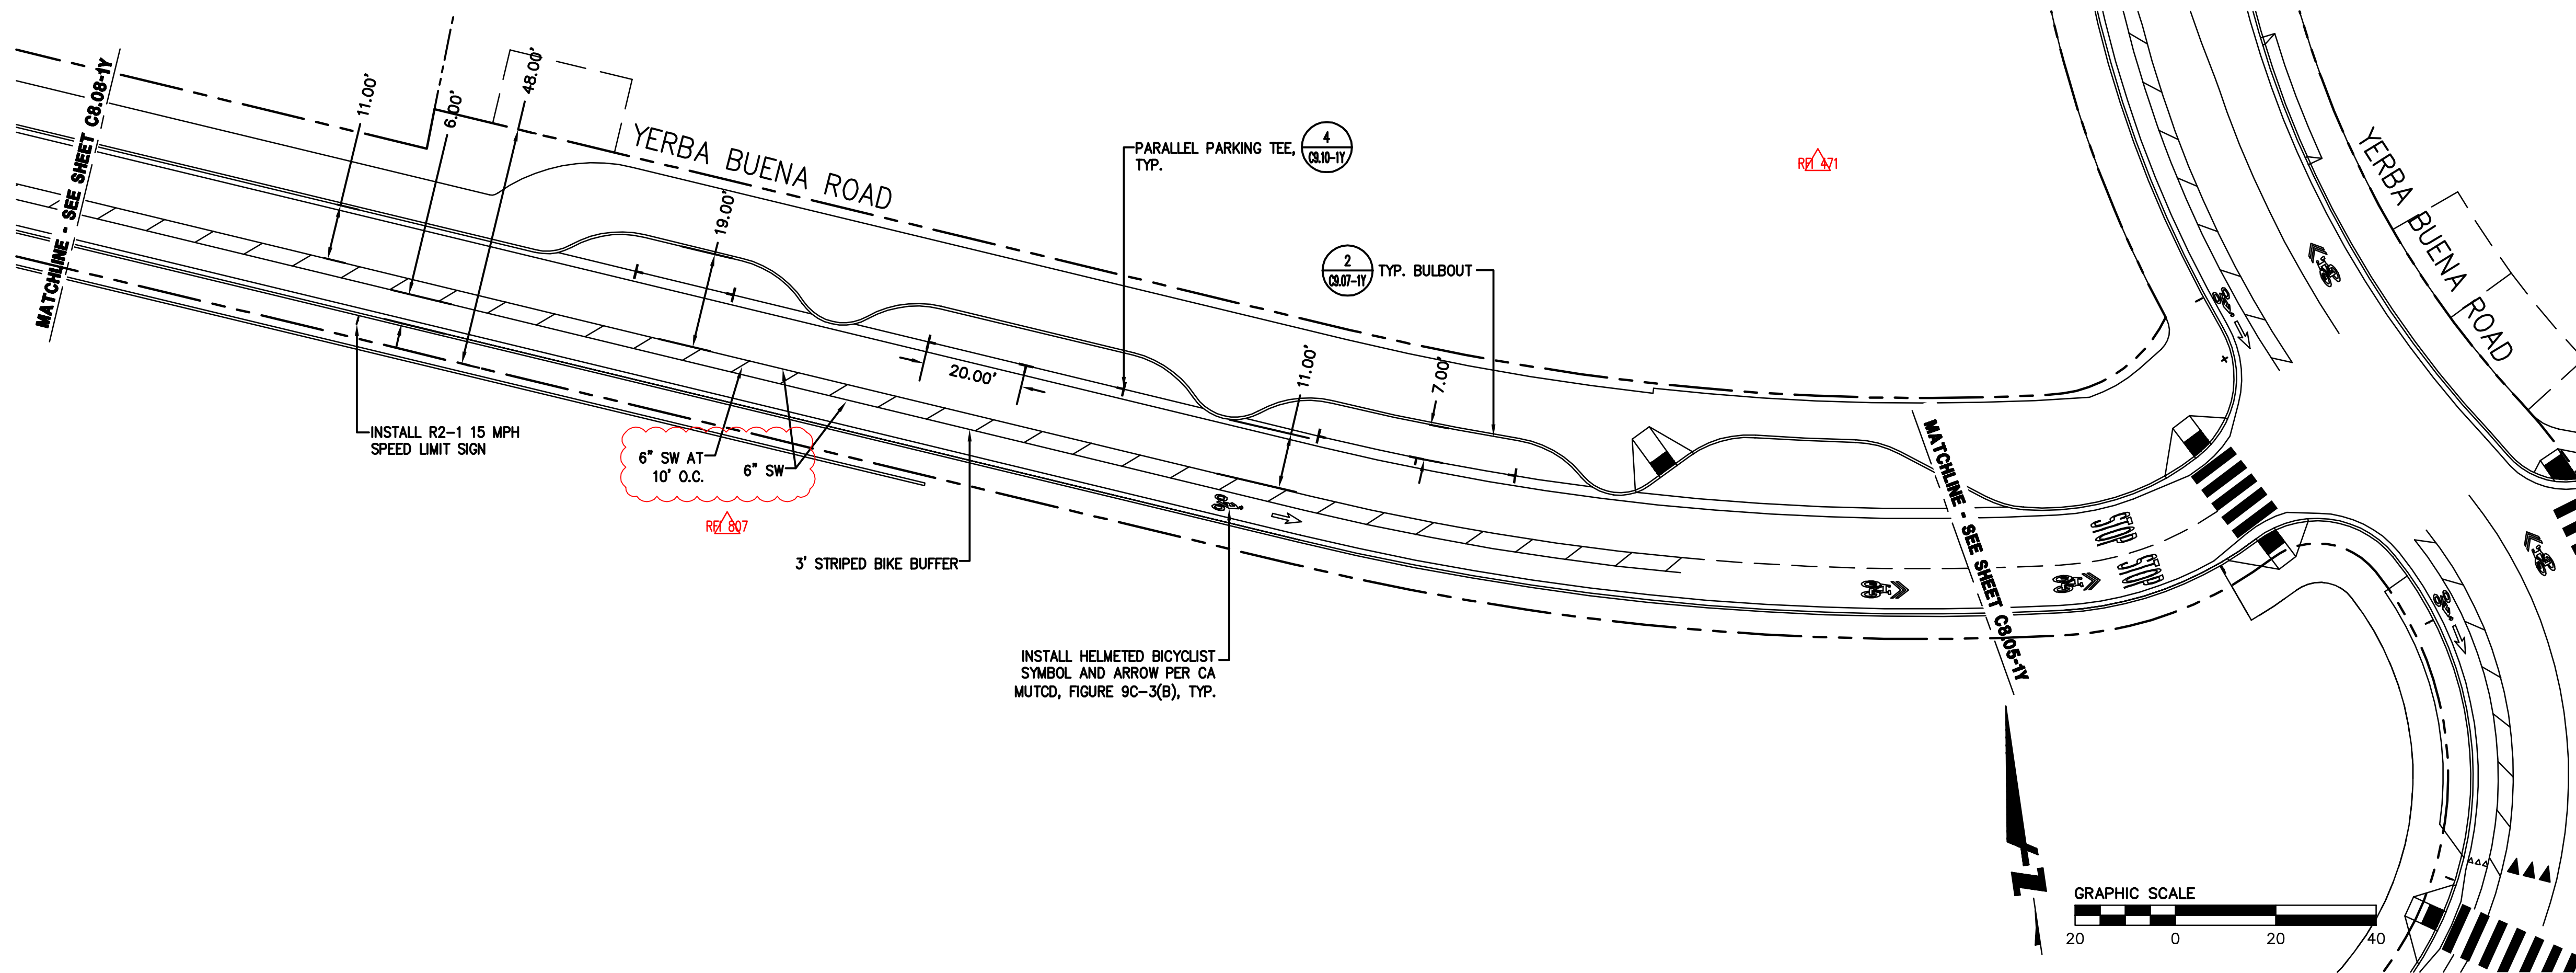 MATCHLINE - SEE SHEET C8.08-1Y
11.00'
6.00'
48.00'
YERBA BUENA ROAD
19.00'
PARALLEL PARKING TEE,
TYP.
4
C9.10-1Y
RFI 471
2
C9.07-1Y
TYP. BULBOUT
YERBA BUENA ROAD
20.00'
11.00'
7.00'
INSTALL R2-1 15 MPH
SPEED LIMIT SIGN
6" SW AT
10' O.C.
6" SW
RFI 807
3' STRIPED BIKE BUFFER
INSTALL HELMETED BICYCLIST
SYMBOL AND ARROW PER CA
MUTCD, FIGURE 9C-3(B), TYP.
MATCHLINE - SEE SHEET C8.05-1Y
STOP
STOP
Z
GRAPHIC SCALE
20 0 20 40